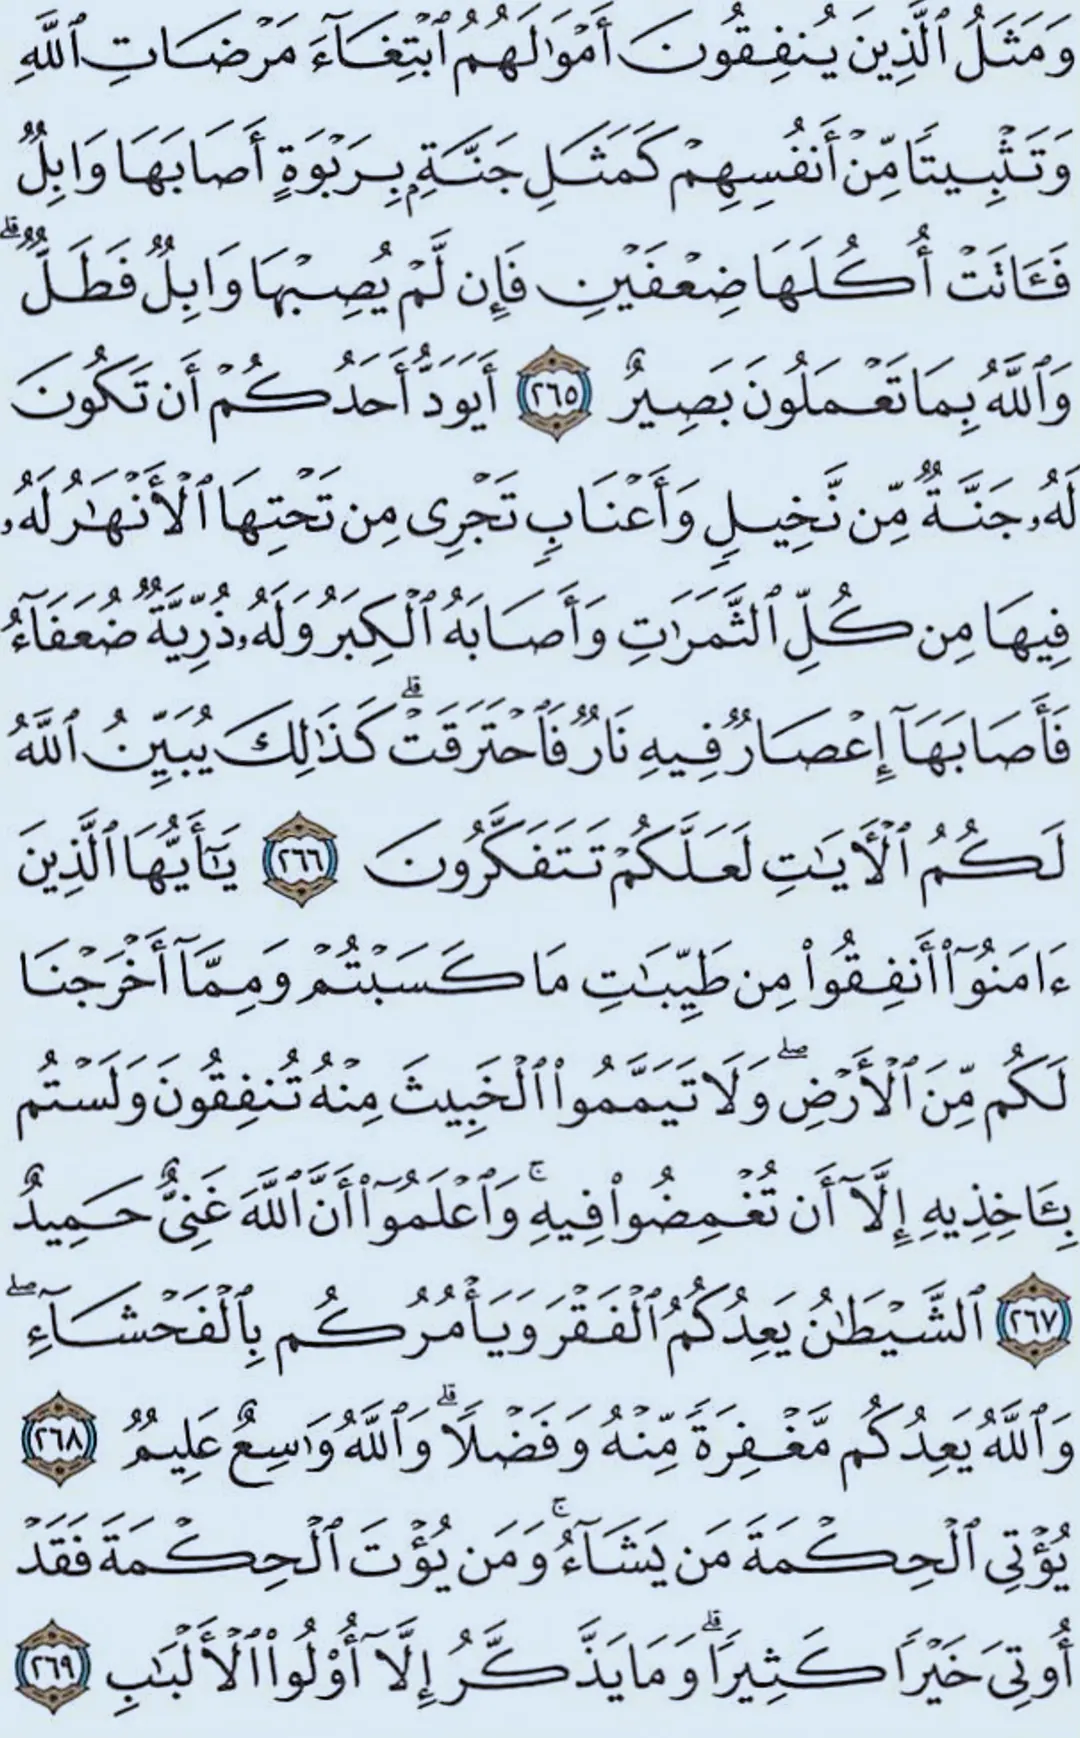 وَمَثَلُ ٱلَّذِينَ يُنفِقُونَ أَمْوَٰلَهُمُ ٱبْتِغَآءَ مَرْضَاتِ ٱللَّهِ
وَتَثْبِيتًا مِّنْ أَنفُسِهِمْ كَمَثَلِ جَنَّةٍۭ بِرَبْوَةٍ أَصَابَهَا وَابِلٌ
فَـَٔاتَتْ أُكُلَهَا ضِعْفَيْنِ فَإِن لَّمْ يُصِبْهَا وَابِلٌ فَطَلٌّ ۗ
وَٱللَّهُ بِمَا تَعْمَلُونَ بَصِيرٌ ٢٦٥ أَيَوَدُّ أَحَدُكُمْ أَن تَكُونَ
لَهُۥ جَنَّةٌ مِّن نَّخِيلٍ وَأَعْنَابٍ تَجْرِى مِن تَحْتِهَا ٱلْأَنْهَـٰرُ لَهُۥ
فِيهَا مِن كُلِّ ٱلثَّمَرَٰتِ وَأَصَابَهُ ٱلْكِبَرُ وَلَهُۥ ذُرِّيَّةٌ ضُعَفَآءُ
فَأَصَابَهَآ إِعْصَارٌ فِيهِ نَارٌ فَٱحْتَرَقَتْ ۗ كَذَٰلِكَ يُبَيِّنُ ٱللَّهُ
لَكُمُ ٱلْـَٔايَـٰتِ لَعَلَّكُمْ تَتَفَكَّرُونَ ٢٦٦ يَـٰٓأَيُّهَا ٱلَّذِينَ
ءَامَنُوٓا۟ أَنفِقُوا۟ مِن طَيِّبَـٰتِ مَا كَسَبْتُمْ وَمِمَّآ أَخْرَجْنَا
لَكُم مِّنَ ٱلْأَرْضِ ۖ وَلَا تَيَمَّمُوا۟ ٱلْخَبِيثَ مِنْهُ تُنفِقُونَ وَلَسْتُم
بِـَٔاخِذِيهِ إِلَّآ أَن تُغْمِضُوا۟ فِيهِ ۚ وَٱعْلَمُوٓا۟ أَنَّ ٱللَّهَ غَنِىٌّ حَمِيدٌ
٢٦٧ ٱلشَّيْطَـٰنُ يَعِدُكُمُ ٱلْفَقْرَ وَيَأْمُرُكُم بِٱلْفَحْشَآءِ ۖ
وَٱللَّهُ يَعِدُكُم مَّغْفِرَةً مِّنْهُ وَفَضْلًا ۗ وَٱللَّهُ وَٰسِعٌ عَلِيمٌ ٢٦٨
يُؤْتِى ٱلْحِكْمَةَ مَن يَشَآءُ ۚ وَمَن يُؤْتَ ٱلْحِكْمَةَ فَقَدْ
أُوتِىَ خَيْرًا كَثِيرًا ۗ وَمَا يَذَّكَّرُ إِلَّآ أُو۟لُوا۟ ٱلْأَلْبَـٰبِ ٢٦٩